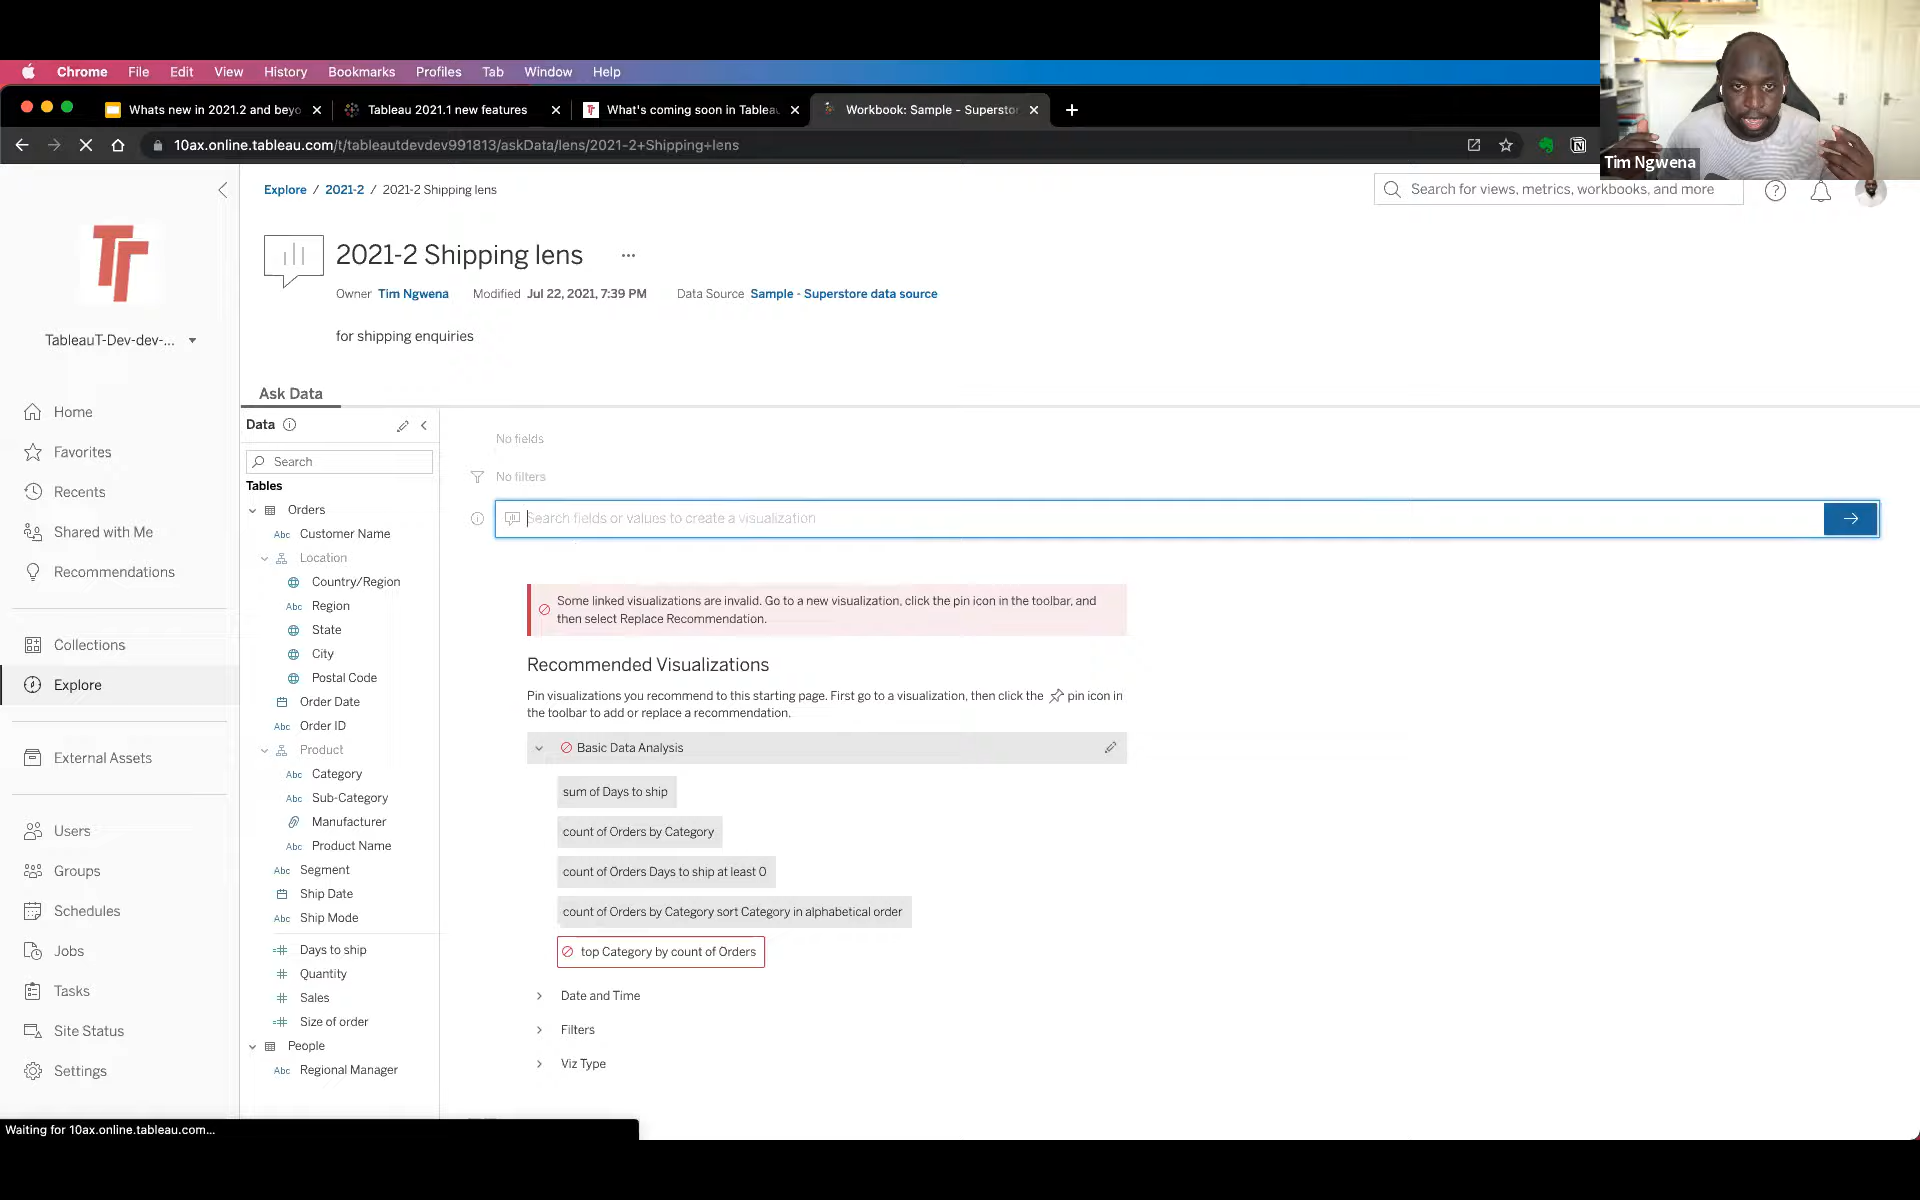 Chrome File Edit View History Bookmarks Profiles Tab Window Help
Whats new in 2021.2 and beyo
Tableau 2021.1 new features
What's coming soon in Tableau
Workbook: Sample - Superstor
10ax.online.tableau.com/t/tableautdevdev991813/askData/lens/2021-2+Shipping+lens
Tim Ngwena
Explore / 2021-2 / 2021-2 Shipping lens
Search for views, metrics, workbooks, and more
2021-2 Shipping lens
Owner Tim Ngwena Modified Jul 22, 2021, 7:39 PM Data Source Sample - Superstore data source
for shipping enquiries
TableauT-Dev-dev-...
Home
Favorites
Recents
Shared with Me
Recommendations
Collections
Explore
External Assets
Users
Groups
Schedules
Jobs
Tasks
Site Status
Settings
Ask Data
Data
Search
Tables
Orders
Abc Customer Name
Location
Country/Region
Abc Region
State
City
Postal Code
Order Date
Abc Order ID
Product
Abc Category
Abc Sub-Category
Manufacturer
Abc Product Name
Abc Segment
Ship Date
Abc Ship Mode
Days to ship
Quantity
Sales
Size of order
People
Abc Regional Manager
No fields
No filters
Search fields or values to create a visualization
Some linked visualizations are invalid. Go to a new visualization, click the pin icon in the toolbar, and
then select Replace Recommendation.
Recommended Visualizations
Pin visualizations you recommend to this starting page. First go to a visualization, then click the pin icon in
the toolbar to add or replace a recommendation.
Basic Data Analysis
sum of Days to ship
count of Orders by Category
count of Orders Days to ship at least 0
count of Orders by Category sort Category in alphabetical order
top Category by count of Orders
Date and Time
Filters
Viz Type
Waiting for 10ax.online.tableau.com...